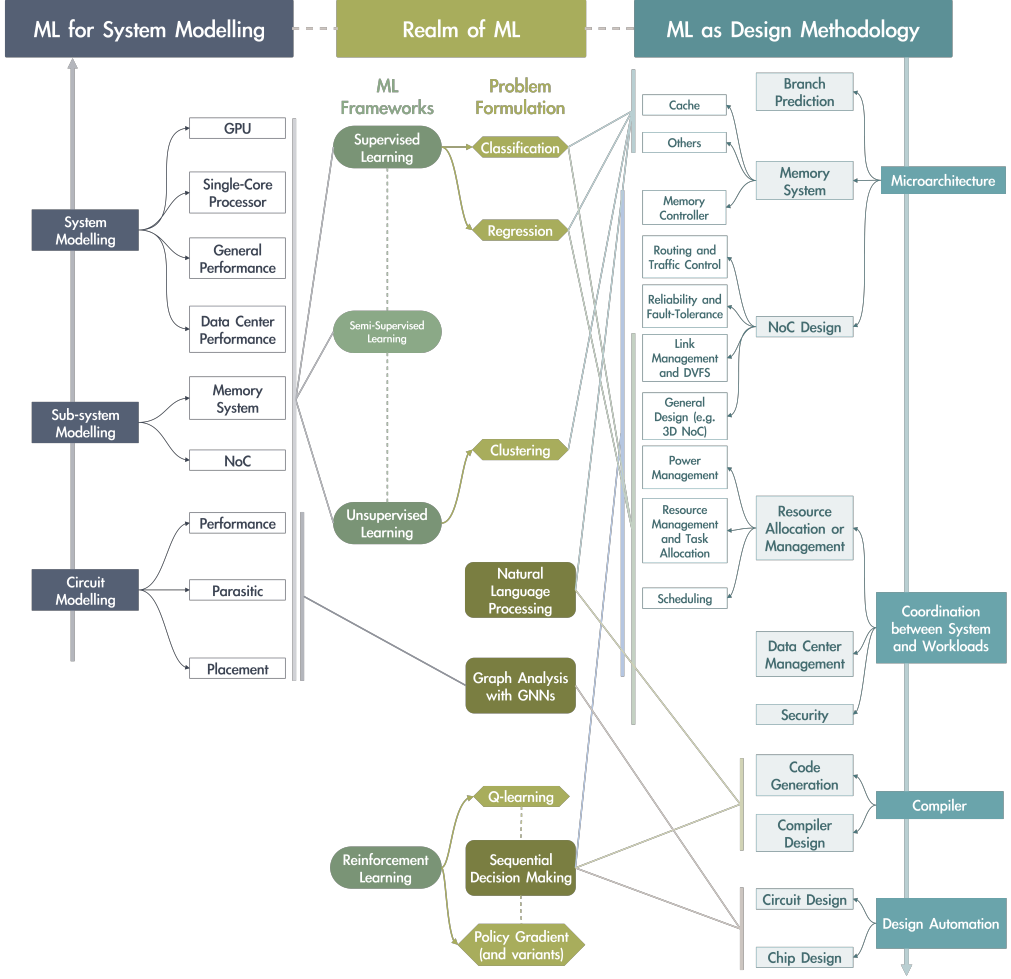 ML for System Modelling
Realm of ML
ML as Design Methodology
ML
Frameworks
Problem
Formulation
GPU
Single-Core
Processor
System
Modelling
General
Performance
Data Center
Performance
Memory
System
Sub-system
Modelling
NoC
Performance
Circuit
Modelling
Parasitic
Placement
Supervised
Learning
Semi-Supervised
Learning
Unsupervised
Learning
Reinforcement
Learning
Classification
Regression
Clustering
Natural
Language
Processing
Graph Analysis
with GNNs
Q-learning
Sequential
Decision Making
Policy Gradient
(and variants)
Cache
Others
Memory
Controller
Routing and
Traffic Control
Reliability and
Fault-Tolerance
Link
Management
and DVFS
General
Design (e.g.
3D NoC)
Power
Management
Resource
Management
and Task
Allocation
Scheduling
Branch
Prediction
Memory
System
NoC Design
Resource
Allocation or
Management
Data Center
Management
Security
Code
Generation
Compiler
Design
Circuit Design
Chip Design
Microarchitecture
Coordination
between System
and Workloads
Compiler
Design Automation